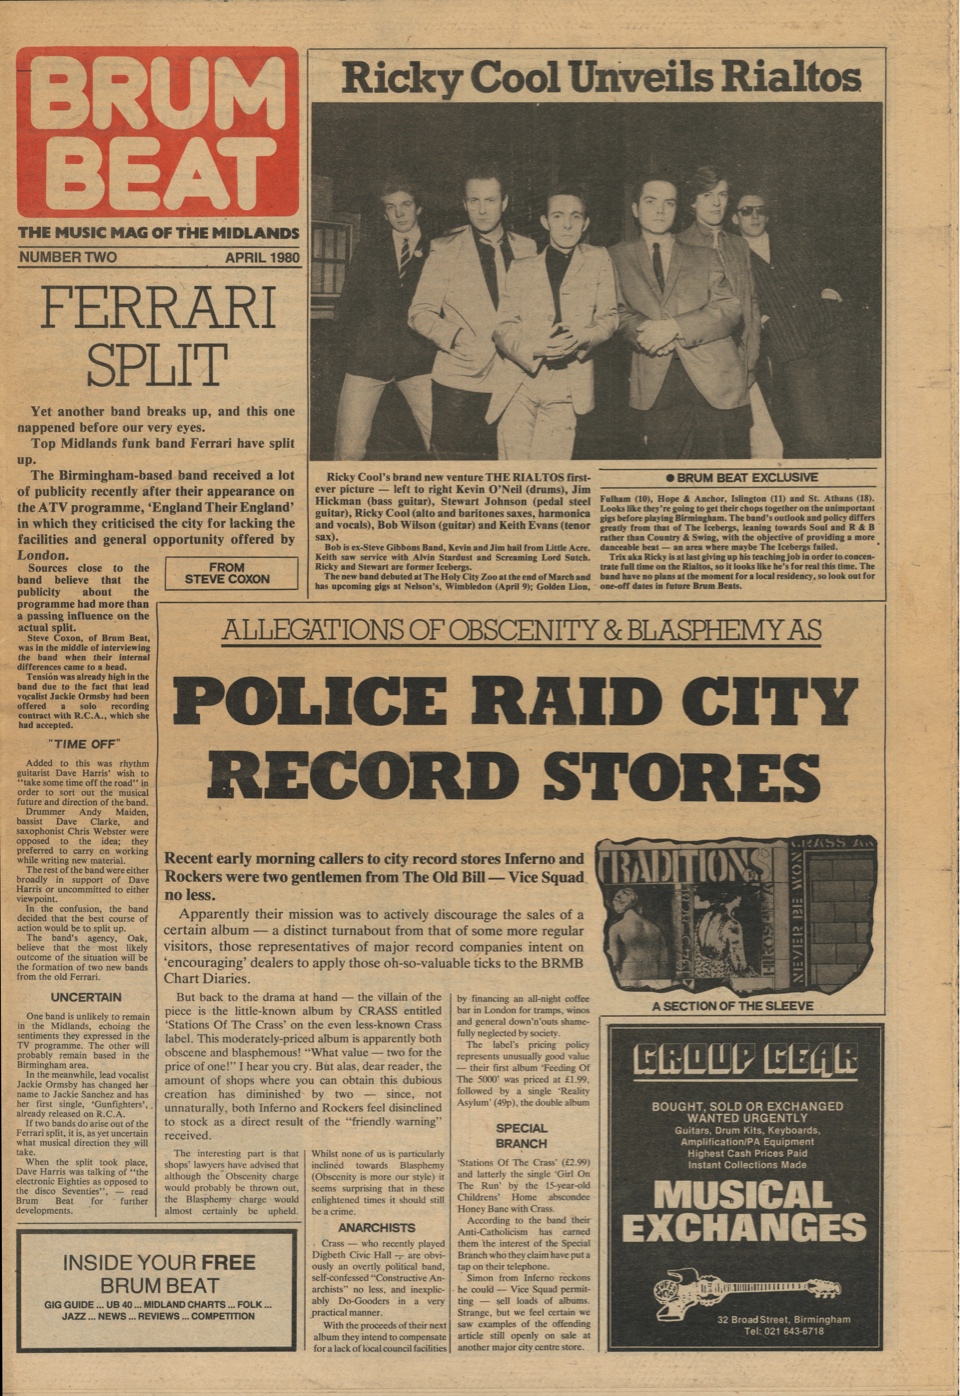 BRUM
BEAT
THE MUSIC MAG OF THE MIDLANDS
NUMBER TWO APRIL 1980
FERRARI
SPLIT
Yet another band breaks up, and this one
nappened before our very eyes.
Top Midlands funk band Ferrari have split
up.
The Birmingham-based band received a lot
of publicity recently after their appearance on
the ATV programme, 'England Their England'
in which they criticised the city for lacking the
facilities and general opportunity offered by
London.
FROM
STEVE COXON
Sources close to the
band believe that the
publicity about the
programme had more than
a passing influence on the
actual split.
Steve Coxon, of Brum Beat,
was in the middle of interviewing
the band when their internal
differences came to a head.
Tension was already high in the
band due to the fact that lead
vocalist Jackie Ormsby had been
offered a solo recording
contract with R.C.A., which she
had accepted.
"TIME OFF"
Added to this was rhythm
guitarist Dave Harris' wish to
"take some time off the road" in
order to sort out the musical
future and direction of the band.
Drummer Andy Maiden,
bassist Dave Clarke, and
saxophonist Chris Webster were
opposed to the idea; they
preferred to carry on working
while writing new material.
The rest of the band were either
broadly in support of Dave
Harris or uncommitted to either
viewpoint.
In the confusion, the band
decided that the best course of
action would be to split up.
The band's agency, Oak,
believe that the most likely
outcome of the situation will be
the formation of two new bands
from the old Ferrari.
UNCERTAIN
One band is unlikely to remain
in the Midlands, echoing the
sentiments they expressed in the
TV programme. The other will
probably remain based in the
Birmingham area.
In the meanwhile, lead vocalist
Jackie Ormsby has changed her
name to Jackie Sanchez and has
her first single, 'Gunfighters',
already released on R.C.A.
If two bands do arise out of the
Ferrari split, it is, as yet uncertain
what musical direction they will
take.
When the split took place,
Dave Harris was talking of "the
electronic Eighties as opposed to
the disco Seventies", — read
Brum Beat for further
developments.
INSIDE YOUR FREE
BRUM BEAT
GIG GUIDE ... UB 40 ... MIDLAND CHARTS ... FOLK ...
JAZZ ... NEWS ... REVIEWS ... COMPETITION
Ricky Cool Unveils Rialtos
Ricky Cool's brand new venture THE RIALTOS first-
ever picture — left to right Kevin O'Neil (drums), Jim
Hickman (bass guitar), Stewart Johnson (pedal steel
guitar), Ricky Cool (alto and baritones saxes, harmonica
and vocals), Bob Wilson (guitar) and Keith Evans (tenor
sax).
Bob is ex-Steve Gibbons Band, Kevin and Jim hail from Little Acre.
Keith saw service with Alvin Stardust and Screaming Lord Sutch.
Ricky and Stewart are former Icebergs.
The new band debuted at The Holy City Zoo at the end of March and
has upcoming gigs at Nelson's, Wimbledon (April 9); Golden Lion,
● BRUM BEAT EXCLUSIVE
Fulham (10), Hope & Anchor, Islington (11) and St. Athans (18).
Looks like they're going to get their chops together on the unimportant
gigs before playing Birmingham. The band's outlook and policy differs
greatly from that of The Icebergs, leaning towards Soul and R & B
rather than Country & Swing, with the objective of providing a more
danceable beat — an area where maybe The Icebergs failed.
Trix aka Ricky is at last giving up his teaching job in order to concen-
trate full time on the Rialtos, so it looks like he's for real this time. The
band have no plans at the moment for a local residency, so look out for
one-off dates in future Brum Beats.
ALLEGATIONS OF OBSCENITY & BLASPHEMY AS
POLICE RAID CITY
RECORD STORES
Recent early morning callers to city record stores Inferno and
Rockers were two gentlemen from The Old Bill — Vice Squad
no less.
Apparently their mission was to actively discourage the sales of a
certain album — a distinct turnabout from that of some more regular
visitors, those representatives of major record companies intent on
'encouraging' dealers to apply those oh-so-valuable ticks to the BRMB
Chart Diaries.
But back to the drama at hand — the villain of the
piece is the little-known album by CRASS entitled
'Stations Of The Crass' on the even less-known Crass
label. This moderately-priced album is apparently both
obscene and blasphemous! "What value — two for the
price of one!" I hear you cry. But alas, dear reader, the
amount of shops where you can obtain this dubious
creation has diminished by two — since, not
unnaturally, both Inferno and Rockers feel disinclined
to stock as a direct result of the "friendly warning"
received.
The interesting part is that
shops' lawyers have advised that
although the Obscenity charge
would probably be thrown out,
the Blasphemy charge would
almost certainly be upheld.
Whilst none of us is particularly
inclined towards Blasphemy
(Obscenity is more our style) it
seems surprising that in these
enlightened times it should still
be a crime.
ANARCHISTS
Crass — who recently played
Digbeth Civic Hall — are obvi-
ously an overtly political band,
self-confessed "Constructive An-
archists" no less, and inexplic-
ably Do-Gooders in a very
practical manner.
With the proceeds of their next
album they intend to compensate
for a lack of local council facilities
by financing an all-night coffee
bar in London for tramps, winos
and general down'n'outs shame-
fully neglected by society.
The label's pricing policy
represents unusually good value
— their first album 'Feeding Of
The 5000' was priced at £1.99,
followed by a single 'Reality
Asylum' (49p), the double album
SPECIAL
BRANCH
'Stations Of The Crass' (£2.99)
and latterly the single 'Girl On
The Run' by the 15-year-old
Childrens' Home abscondee
Honey Bane with Crass.
According to the band their
Anti-Catholicism has earned
them the interest of the Special
Branch who they claim have put a
tap on their telephone.
Simon from Inferno reckons
he could — Vice Squad permit-
ting — sell loads of albums.
Strange, but we feel certain we
saw examples of the offending
article still openly on sale at
another major city centre store.
TRADITIONS
NEVER BE WON
CRASS AN
A SECTION OF THE SLEEVE
GROUP GEAR
BOUGHT, SOLD OR EXCHANGED
WANTED URGENTLY
Guitars, Drum Kits, Keyboards,
Amplification/PA Equipment
Highest Cash Prices Paid
Instant Collections Made
MUSICAL
EXCHANGES
32 Broad Street, Birmingham
Tel: 021 643-6718